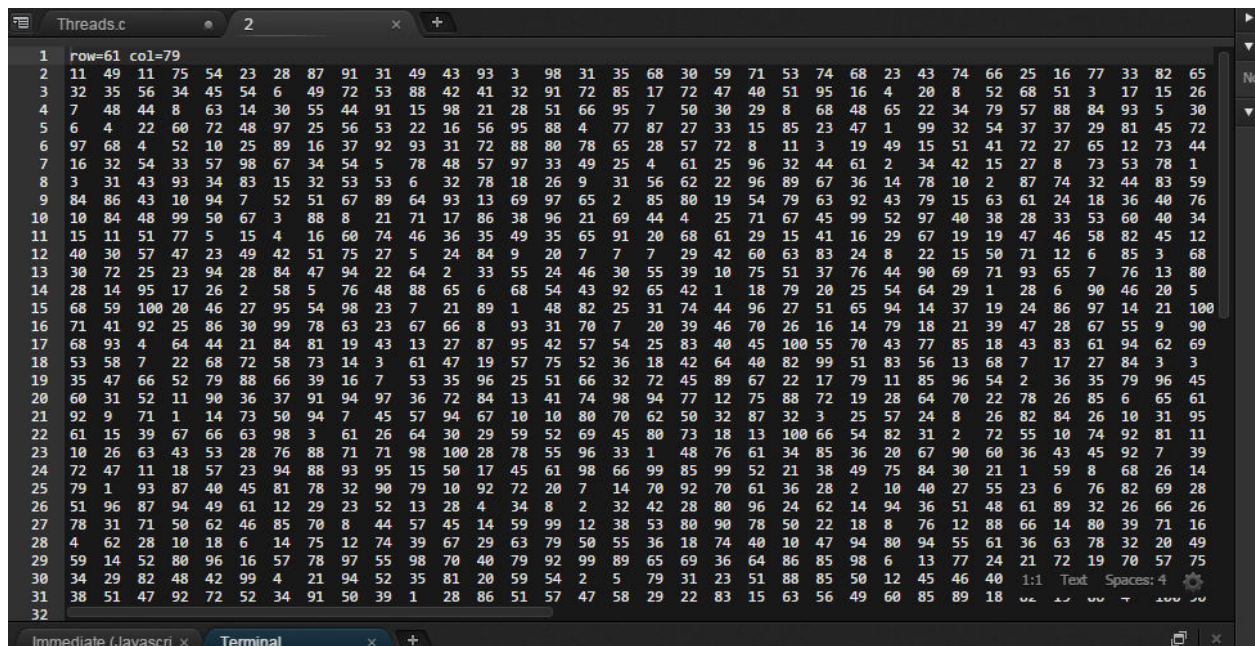 Threads.c 2 × +
1 row=61 col=79
2 11 49 11 75 54 23 28 87 91 31 49 43 93 3 98 31 35 68 30 59 71 53 74 68 23 43 74 66 25 16 77 33 82 65
3 32 35 56 34 45 54 6 49 72 53 88 42 41 32 91 72 85 17 72 47 40 51 95 16 4 20 8 52 68 51 3 17 15 26
4 7 48 44 8 63 14 30 55 44 91 15 98 21 28 51 66 95 7 50 30 29 8 68 48 65 22 34 79 57 88 84 93 5 30
5 6 4 22 60 72 48 97 25 56 53 22 16 56 95 88 4 77 87 27 33 15 85 23 47 1 99 32 54 37 37 29 81 45 72
6 97 68 4 52 10 25 89 16 37 92 93 31 72 88 80 78 65 28 57 72 8 11 3 19 49 15 51 41 72 27 65 12 73 44
7 16 32 54 33 57 98 67 34 54 5 78 48 57 97 33 49 25 4 61 25 96 32 44 61 2 34 42 15 27 8 73 53 78 1
8 3 31 43 93 34 83 15 32 53 53 6 32 78 18 26 9 31 56 62 22 96 89 67 36 14 78 10 2 87 74 32 44 83 59
9 84 86 43 10 94 7 52 51 67 89 64 93 13 69 97 65 2 85 80 19 54 79 63 92 43 79 15 63 61 24 18 36 40 76
10 10 84 48 99 50 67 3 88 8 21 71 17 86 38 96 21 69 44 4 25 71 67 45 99 52 97 40 38 28 33 53 60 40 34
11 15 11 51 77 5 15 4 16 60 74 46 36 35 49 35 65 91 20 68 61 29 15 41 16 29 67 19 19 47 46 58 82 45 12
12 40 30 57 47 23 49 42 51 75 27 5 24 84 9 20 7 7 7 29 42 60 63 83 24 8 22 15 50 71 12 6 85 3 68
13 30 72 25 23 94 28 84 47 94 22 64 2 33 55 24 46 30 55 39 10 75 51 37 76 44 90 69 71 93 65 7 76 13 80
14 28 14 95 17 26 2 58 5 76 48 88 65 6 68 54 43 92 65 42 1 18 79 20 25 54 64 29 1 28 6 90 46 20 5
15 68 59 100 20 46 27 95 54 98 23 7 21 89 1 48 82 25 31 74 44 96 27 51 65 94 14 37 19 24 86 97 14 21 100
16 71 41 92 25 86 30 99 78 63 23 67 66 8 93 31 70 7 20 39 46 70 26 16 14 79 18 21 39 47 28 67 55 9 90
17 68 93 4 64 44 21 84 81 19 43 13 27 87 95 42 57 54 25 83 40 45 100 55 70 43 77 85 18 43 83 61 94 62 69
18 53 58 7 22 68 72 58 73 14 3 61 47 19 57 75 52 36 18 42 64 40 82 99 51 83 56 13 68 7 17 27 84 3 3
19 35 47 66 52 79 88 66 39 16 7 53 35 96 25 51 66 32 72 45 89 67 22 17 79 11 85 96 54 2 36 35 79 96 45
20 60 31 52 11 90 36 37 91 94 97 36 72 84 13 41 74 98 94 77 12 75 88 72 19 28 64 70 22 78 26 85 6 65 61
21 92 9 71 1 14 73 50 94 7 45 57 94 67 10 10 80 70 62 50 32 87 32 3 25 57 24 8 26 82 84 26 10 31 95
22 61 15 39 67 66 63 98 3 61 26 64 30 29 59 52 69 45 80 73 18 13 100 66 54 82 31 2 72 55 10 74 92 81 11
23 10 26 63 43 53 28 76 88 71 71 98 100 28 78 55 96 33 1 48 76 61 34 85 36 20 67 90 60 36 43 45 92 7 39
24 72 47 11 18 57 23 94 88 93 95 15 50 17 45 61 98 66 99 85 99 52 21 38 49 75 84 30 21 1 59 8 68 26 14
25 79 1 93 87 40 45 81 78 32 90 79 10 92 72 20 7 14 70 92 70 61 36 28 2 10 40 27 55 23 6 76 82 69 28
26 51 96 87 94 49 61 12 29 23 52 13 28 4 34 8 2 32 42 28 80 96 24 62 14 94 36 51 48 61 89 32 26 66 26
27 78 31 71 50 62 46 85 70 8 44 57 45 14 59 99 12 38 53 80 90 78 50 22 18 8 76 12 88 66 14 80 39 71 16
28 4 62 28 10 18 6 14 75 12 74 39 67 29 63 79 50 55 36 18 74 40 10 47 94 80 94 55 61 36 63 78 32 20 49
29 59 14 52 80 96 16 57 78 97 55 98 70 40 79 92 99 89 65 69 36 64 86 85 98 6 13 77 24 21 72 19 70 57 75
30 34 29 82 48 42 99 4 21 94 52 35 81 20 59 54 2 5 79 31 23 51 88 85 50 12 45 46 40 1:1 Text Spaces: 4
31 38 51 47 92 72 52 34 91 50 39 1 28 86 51 57 47 58 29 22 83 15 63 56 49 60 85 89 18
32
Immediate (Javascri × Terminal × +